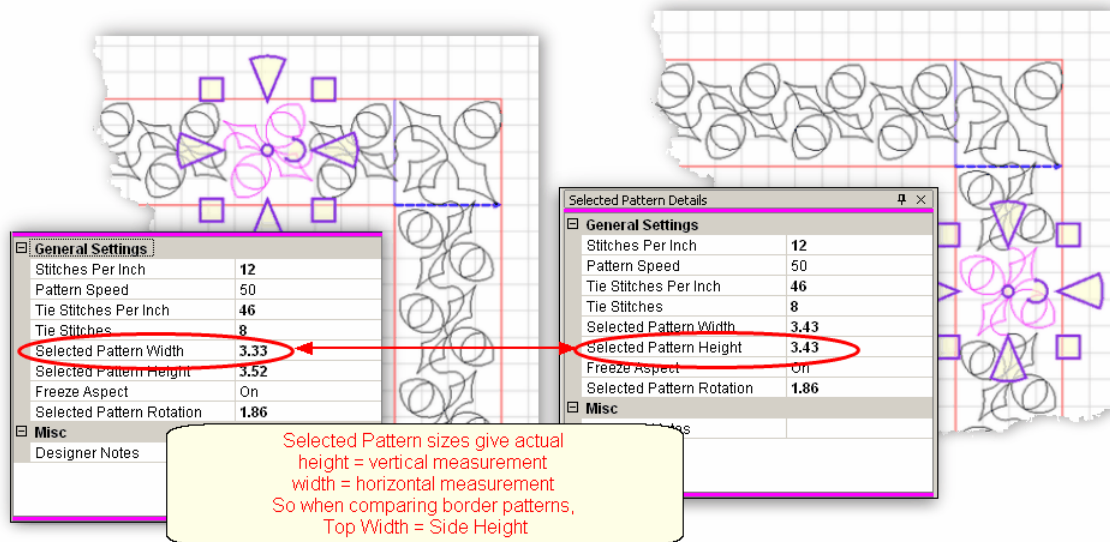 General Settings
Stitches Per Inch 12
Pattern Speed 50
Tie Stitches Per Inch 46
Tie Stitches 8
Selected Pattern Width 3.33
Selected Pattern Height 3.52
Freeze Aspect On
Selected Pattern Rotation 1.86
Misc
Designer Notes
Selected Pattern Details
General Settings
Stitches Per Inch 12
Pattern Speed 50
Tie Stitches Per Inch 46
Tie Stitches 8
Selected Pattern Width 3.43
Selected Pattern Height 3.43
Freeze Aspect On
Selected Pattern Rotation 1.86
Misc
Selected Pattern sizes give actual
height = vertical measurement
width = horizontal measurement
So when comparing border patterns,
Top Width = Side Height